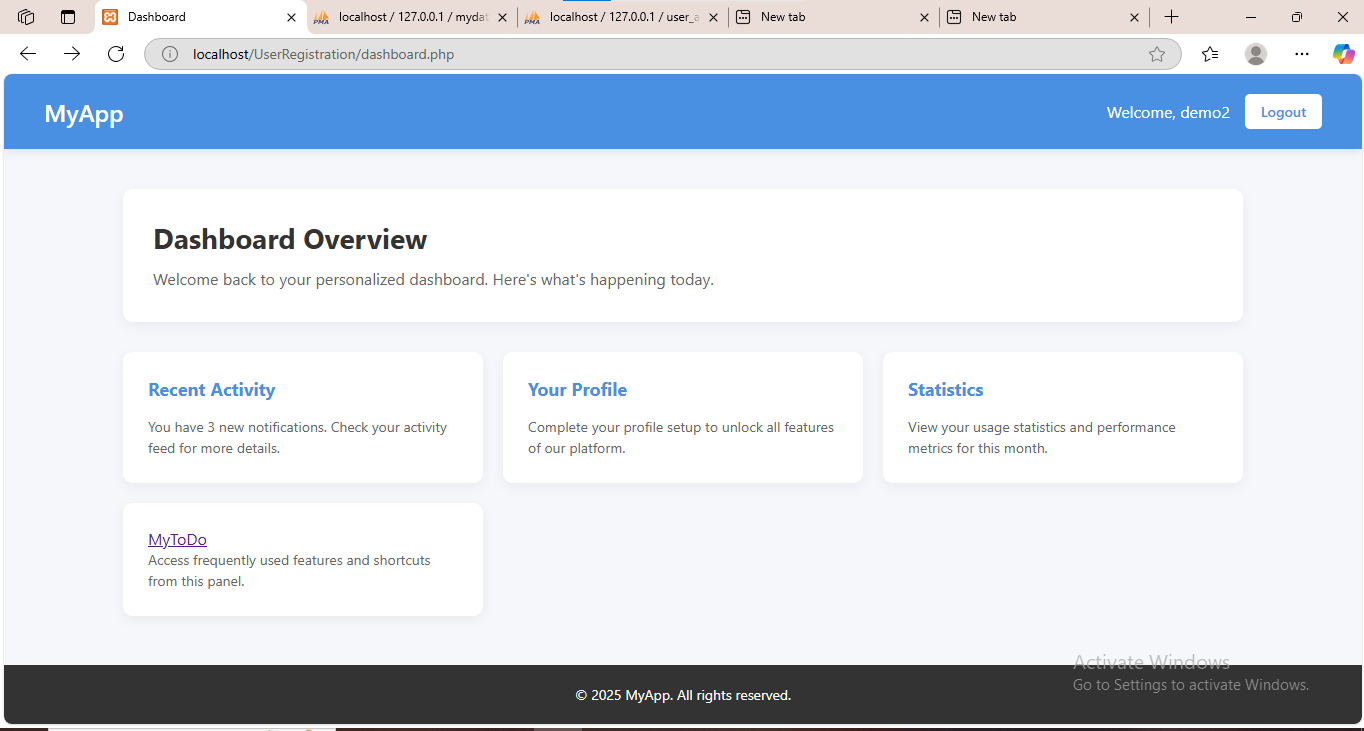 Dashboard
localhost / 127.0.0.1 / mydat
localhost / 127.0.0.1 / user_a
New tab
New tab
localhost/UserRegistration/dashboard.php
MyApp
Welcome, demo2
Logout
Dashboard Overview
Welcome back to your personalized dashboard. Here's what's happening today.
Recent Activity
You have 3 new notifications. Check your activity
feed for more details.
Your Profile
Complete your profile setup to unlock all features
of our platform.
Statistics
View your usage statistics and performance
metrics for this month.
MyToDo
Access frequently used features and shortcuts
from this panel.
Activate Windows
Go to Settings to activate Windows.
© 2025 MyApp. All rights reserved.